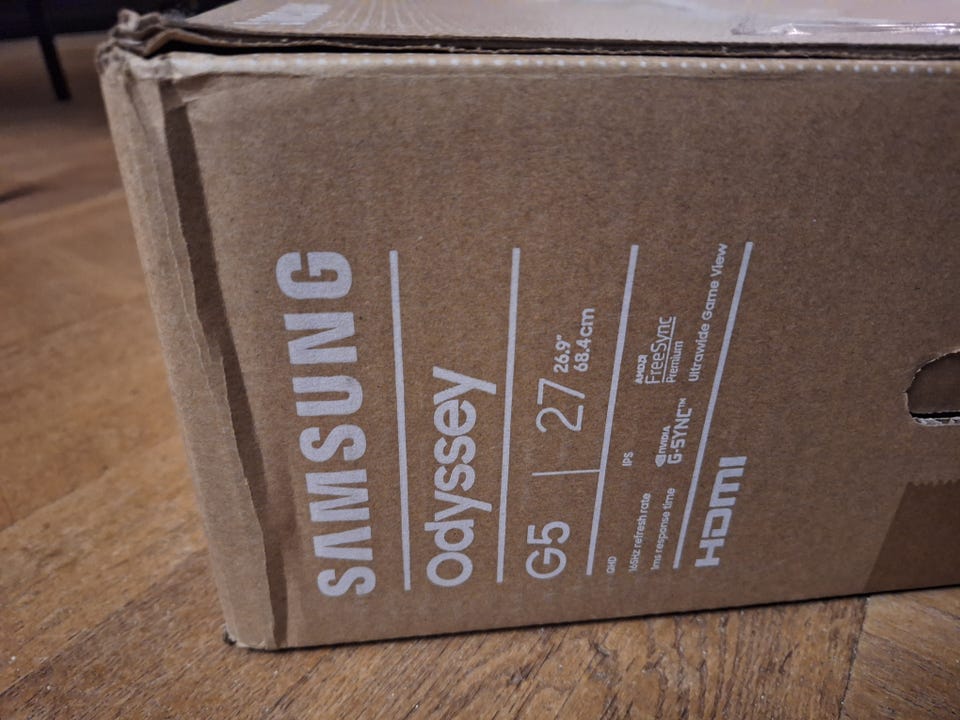 SAMSUNG
Odyssey
G5 | 27 26.9"
68.4cm
QHD
IPS
165Hz refresh rate
1ms response time
NVIDIA
G-SYNC™
AMD
FreeSync
Premium
HDMI
Ultrawide Game View